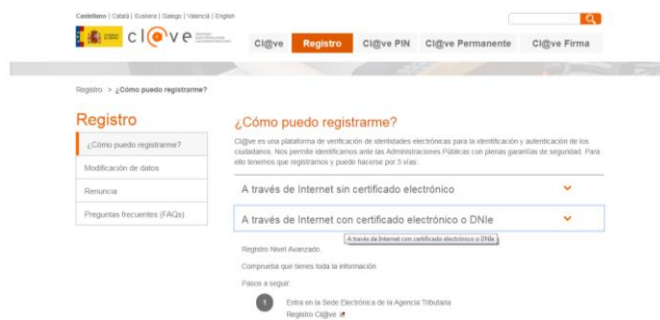 Castellano | Català | Euskera | Galego | Valencià | English
cl@ve
Cl@ve
Registro
Cl@ve PIN
Cl@ve Permanente
Cl@ve Firma
Registro > ¿Cómo puedo registrarme?
Registro
¿Cómo puedo registrarme?
Modificación de datos
Renuncia
Preguntas frecuentes (FAQs)
¿Cómo puedo registrarme?
Cl@ve es una plataforma de verificación de identidades electrónicas para la identificación y autenticación de los
ciudadanos. Nos permite identificarnos ante las Administraciones Públicas con plenas garantías de seguridad. Para
ello tenemos que registrarnos y puede hacerse por 3 vías:
A través de Internet sin certificado electrónico
A través de Internet con certificado electrónico o DNIe
A través de Internet con certificado electrónico o DNIe
Registro Nivel Avanzado.
Comprueba que tienes toda la información
Pasos a seguir:
1
Entra en la Sede Electrónica de la Agencia Tributaria
Registro Cl@ve